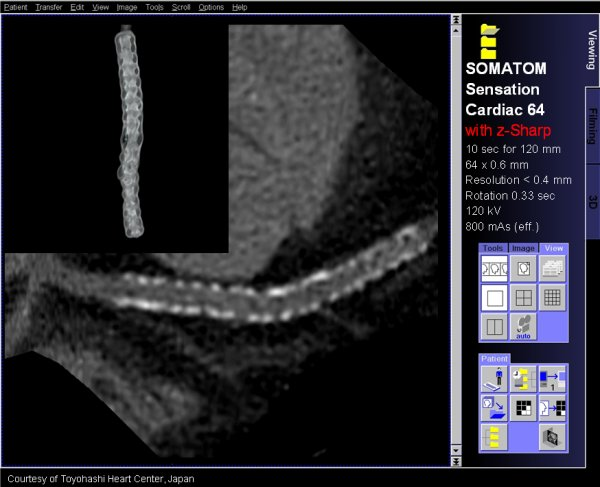 Patient Transfer Edit View Image Tools Scroll Options Help
SOMATOM
Sensation
Cardiac 64
with z-Sharp
10 sec for 120 mm
64 x 0.6 mm
Resolution < 0.4 mm
Rotation 0.33 sec
120 kV
800 mAs (eff.)
Viewing
Filming
3D
Tools Image View
auto
Patient
1
Courtesy of Toyohashi Heart Center, Japan